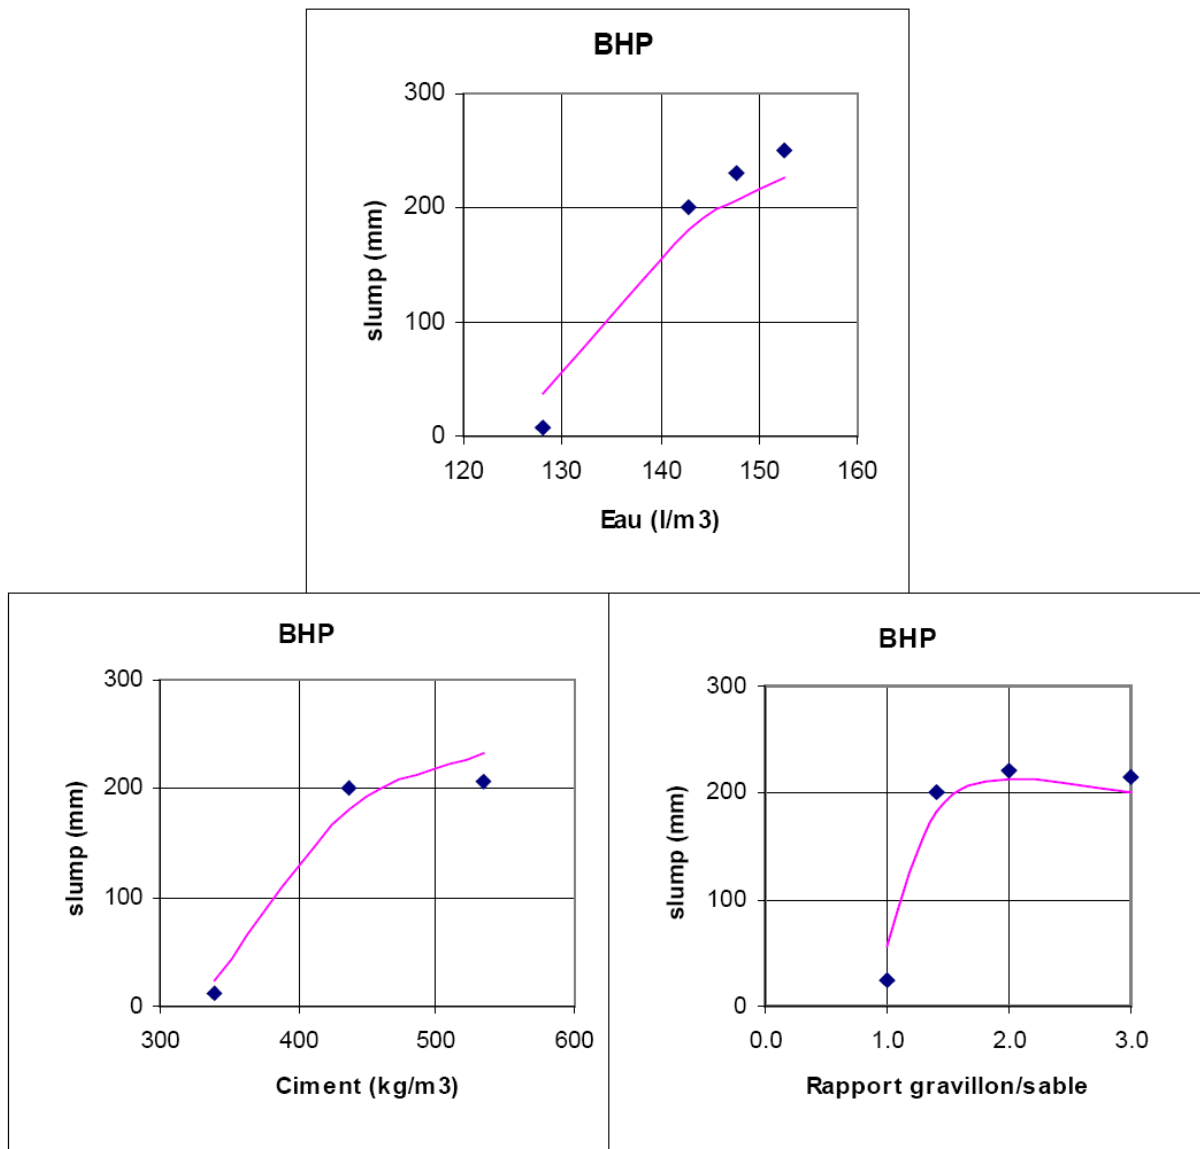 BHP
300
200
100
0
slump (mm)
120 130 140 150 160
Eau (l/m3)
BHP
300
200
100
0
slump (mm)
300 400 500 600
Ciment (kg/m3)
BHP
300
200
100
0
slump (mm)
0.0 1.0 2.0 3.0
Rapport gravillon/sable